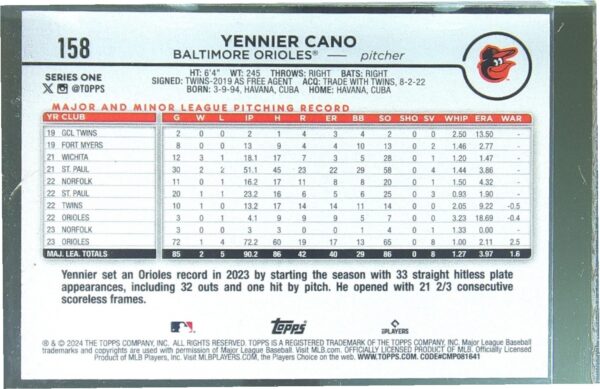 158
YENNIER CANO
BALTIMORE ORIOLES® — pitcher
SERIES ONE
@TOPPS
HT: 6'4" WT: 245 THROWS: RIGHT BATS: RIGHT
SIGNED: TWINS-2019 AS FREE AGENT ACQ: TRADE WITH TWINS, 8-2-22
BORN: 3-9-94, HAVANA, CUBA HOME: HAVANA, CUBA
MAJOR AND MINOR LEAGUE PITCHING RECORD
YR CLUB G W L IP H R ER BB SO SHO SV WHIP ERA WAR
19 GCL TWINS 2 0 0 2 1 4 3 4 2 0 0 2.50 13.50 -
19 FORT MYERS 8 0 0 13 9 4 4 10 13 0 2 1.46 2.77 -
21 WICHITA 12 3 1 18.1 17 7 3 5 28 0 1 1.20 1.47 -
21 ST. PAUL 30 2 2 51.1 45 23 22 29 58 0 4 1.44 3.86 -
22 NORFOLK 11 0 1 16.2 17 11 8 8 20 0 1 1.50 4.32 -
22 ST. PAUL 20 1 1 23.2 16 6 5 6 25 0 3 0.93 1.90 -
22 TWINS 10 1 0 13.2 17 14 14 11 14 0 0 2.05 9.22 -0.5
22 ORIOLES 3 0 1 4.1 9 9 9 5 7 0 0 3.23 18.69 -0.4
23 NORFOLK 1 0 0 1 0 0 0 0 1 0 0 0.00 0.00 -
23 ORIOLES 72 1 4 72.2 60 19 17 13 65 0 8 1.00 2.11 2.5
MAJ. LEA. TOTALS 85 2 5 90.2 86 42 40 29 86 0 8 1.27 3.97 1.6
Yennier set an Orioles record in 2023 by starting the season with 33 straight hitless plate
appearances, including 32 outs and one hit by pitch. He opened with 21 2/3 consecutive
scoreless frames.
Topps
PLAYERS
® & © 2024 THE TOPPS COMPANY, INC. ALL RIGHTS RESERVED. TOPPS IS A REGISTERED TRADEMARK OF THE TOPPS COMPANY, INC. Major League Baseball
trademarks and copyrights are used with permission of Major League Baseball. Visit MLB.com. OFFICIALLY LICENSED PRODUCT OF MLB. Officially Licensed
Product of MLB Players, Inc. Visit MLBPLAYERS.COM, the Players Choice on the web. WWW.TOPPS.COM. CODE#CMP081641